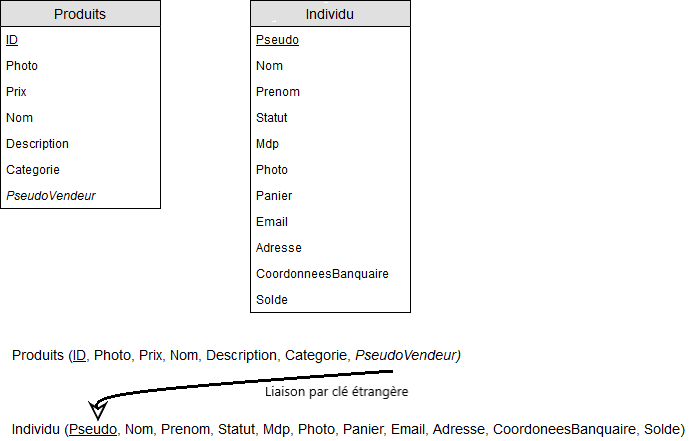 Produits
ID
Photo
Prix
Nom
Description
Categorie
PseudoVendeur
Individu
Pseudo
Nom
Prenom
Statut
Mdp
Photo
Panier
Email
Adresse
CoordonneesBanquaire
Solde
Produits (ID, Photo, Prix, Nom, Description, Categorie, PseudoVendeur)
Liaison par clé étrangère
Individu (Pseudo, Nom, Prenom, Statut, Mdp, Photo, Panier, Email, Adresse, CoordoneesBanquaire, Solde)